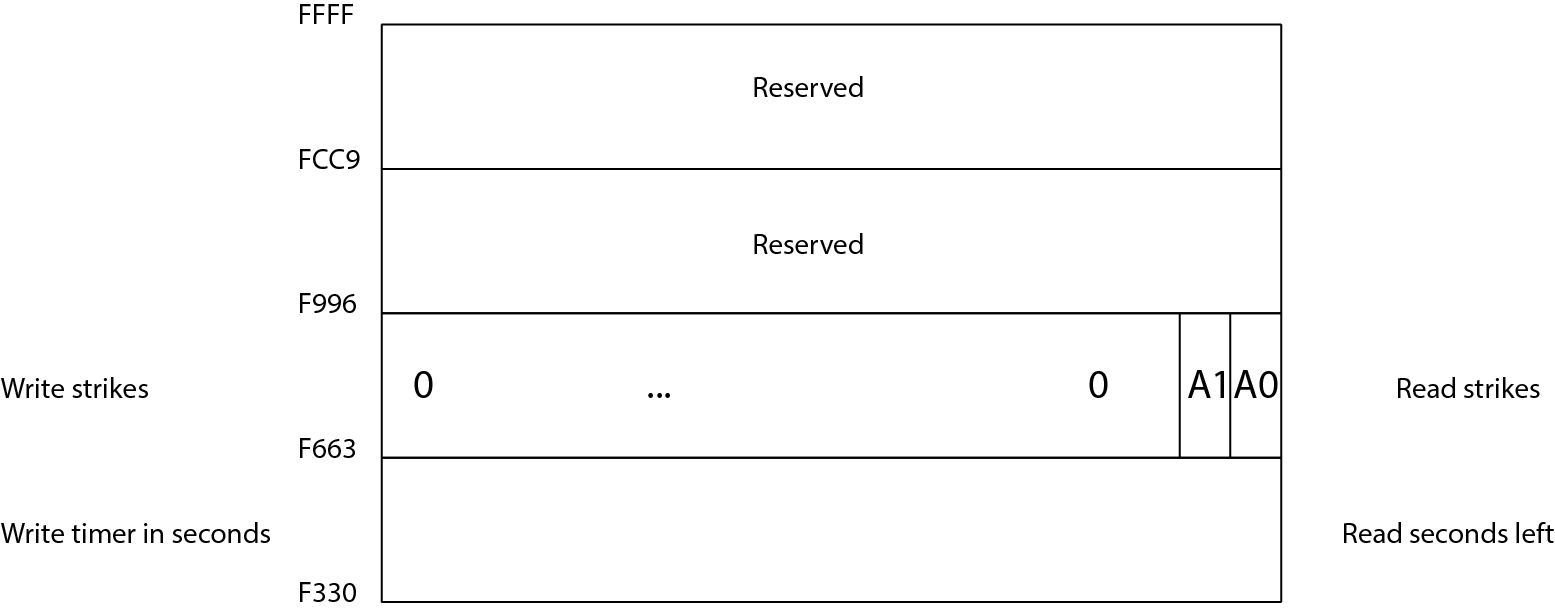 FFFF
Reserved
FCC9
Reserved
F996
Write strikes 0 ... 0 A1 A0 Read strikes
F663
Write timer in seconds Read seconds left
F330